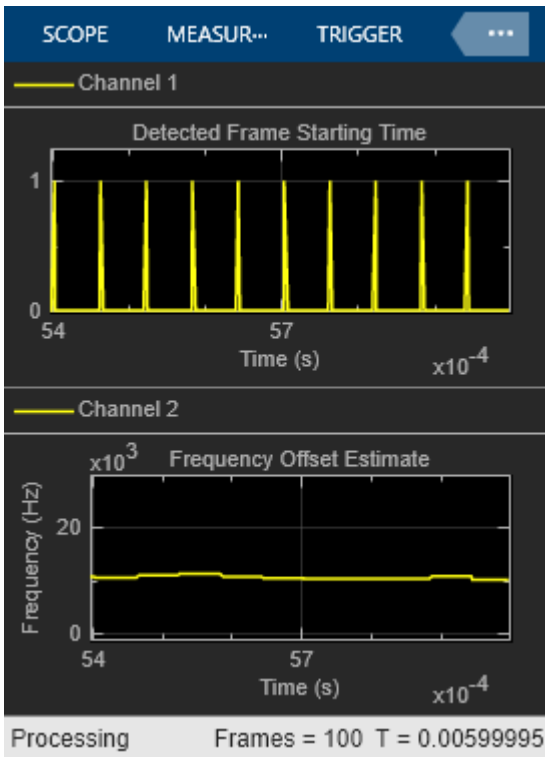 SCOPE MEASUR··· TRIGGER ···
Channel 1
Detected Frame Starting Time
1
0
54 57
Time (s) x10-4
Channel 2
x103 Frequency Offset Estimate
20
Frequency (Hz)
0
54 57
Time (s) x10-4
Processing Frames = 100 T = 0.00599995